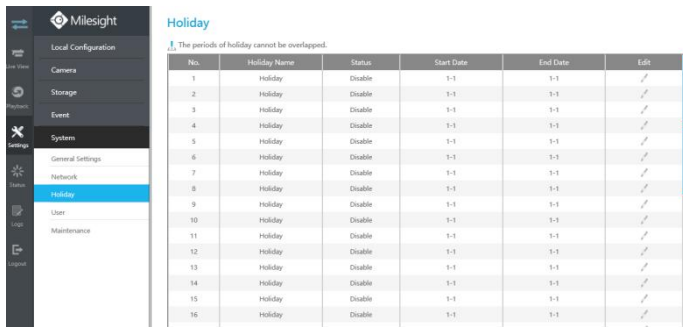 Milesight
Live View
Playback
Settings
Status
Logs
Logout
Local Configuration
Camera
Storage
Event
System
General Settings
Network
Holiday
User
Maintenance
Holiday
The periods of holiday cannot be overlapped.
No. Holiday Name Status Start Date End Date Edit
1 Holiday Disable 1-1 1-1
2 Holiday Disable 1-1 1-1
3 Holiday Disable 1-1 1-1
4 Holiday Disable 1-1 1-1
5 Holiday Disable 1-1 1-1
6 Holiday Disable 1-1 1-1
7 Holiday Disable 1-1 1-1
8 Holiday Disable 1-1 1-1
9 Holiday Disable 1-1 1-1
10 Holiday Disable 1-1 1-1
11 Holiday Disable 1-1 1-1
12 Holiday Disable 1-1 1-1
13 Holiday Disable 1-1 1-1
14 Holiday Disable 1-1 1-1
15 Holiday Disable 1-1 1-1
16 Holiday Disable 1-1 1-1